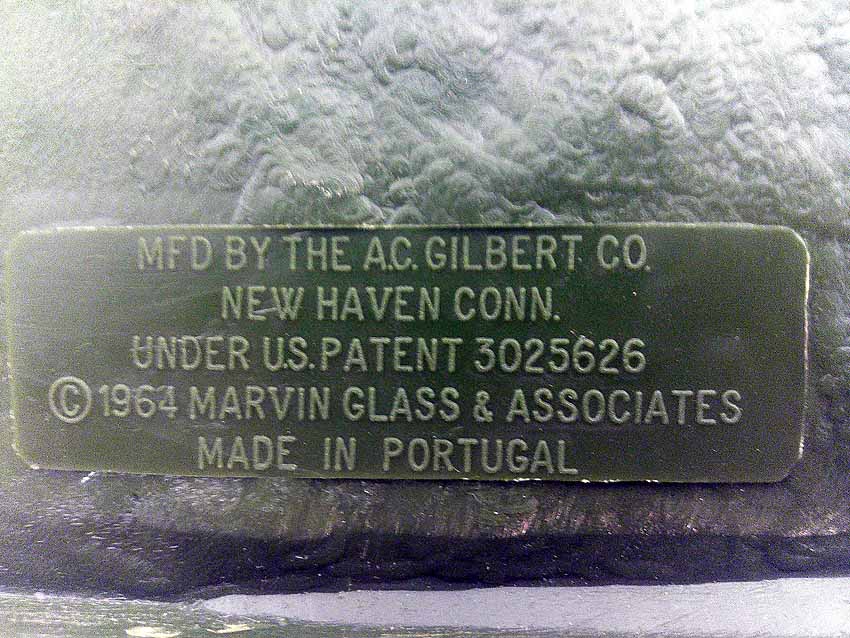 MFD BY THE A.C. GILBERT CO.
NEW HAVEN CONN.
UNDER U.S. PATENT 3025626
© 1964 MARVIN GLASS & ASSOCIATES
MADE IN PORTUGAL